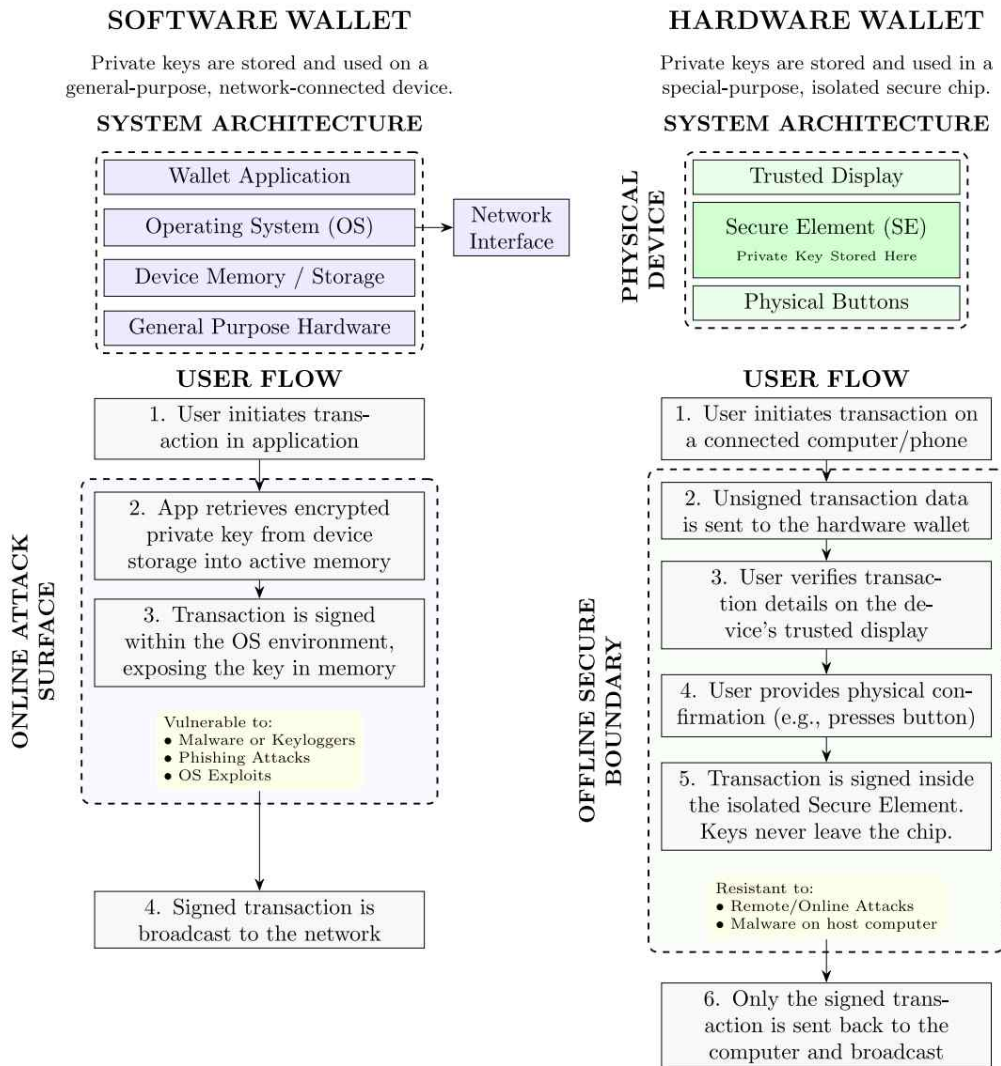 SOFTWARE WALLET
Private keys are stored and used on a
general-purpose, network-connected device.
SYSTEM ARCHITECTURE
Wallet Application
Operating System (OS)
Network
Interface
Device Memory / Storage
General Purpose Hardware
USER FLOW
1. User initiates trans-
action in application
ONLINE ATTACK
SURFACE
2. App retrieves encrypted
private key from device
storage into active memory
3. Transaction is signed
within the OS environment,
exposing the key in memory
Vulnerable to:
• Malware or Keyloggers
• Phishing Attacks
• OS Exploits
4. Signed transaction is
broadcast to the network
HARDWARE WALLET
Private keys are stored and used in a
special-purpose, isolated secure chip.
SYSTEM ARCHITECTURE
PHYSICAL
DEVICE
Trusted Display
Secure Element (SE)
Private Key Stored Here
Physical Buttons
USER FLOW
1. User initiates transaction on
a connected computer/phone
OFFLINE SECURE
BOUNDARY
2. Unsigned transaction data
is sent to the hardware wallet
3. User verifies transac-
tion details on the de-
vice's trusted display
4. User provides physical con-
firmation (e.g., presses button)
5. Transaction is signed inside
the isolated Secure Element.
Keys never leave the chip.
Resistant to:
• Remote/Online Attacks
• Malware on host computer
6. Only the signed trans-
action is sent back to the
computer and broadcast